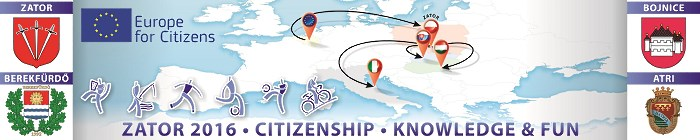 ZATOR
BEREKFÜRDŐ
Europe
for Citizens
ZATOR
BOJNICE
ATRI
ZATOR 2016 • CITIZENSHIP • KNOWLEDGE & FUN